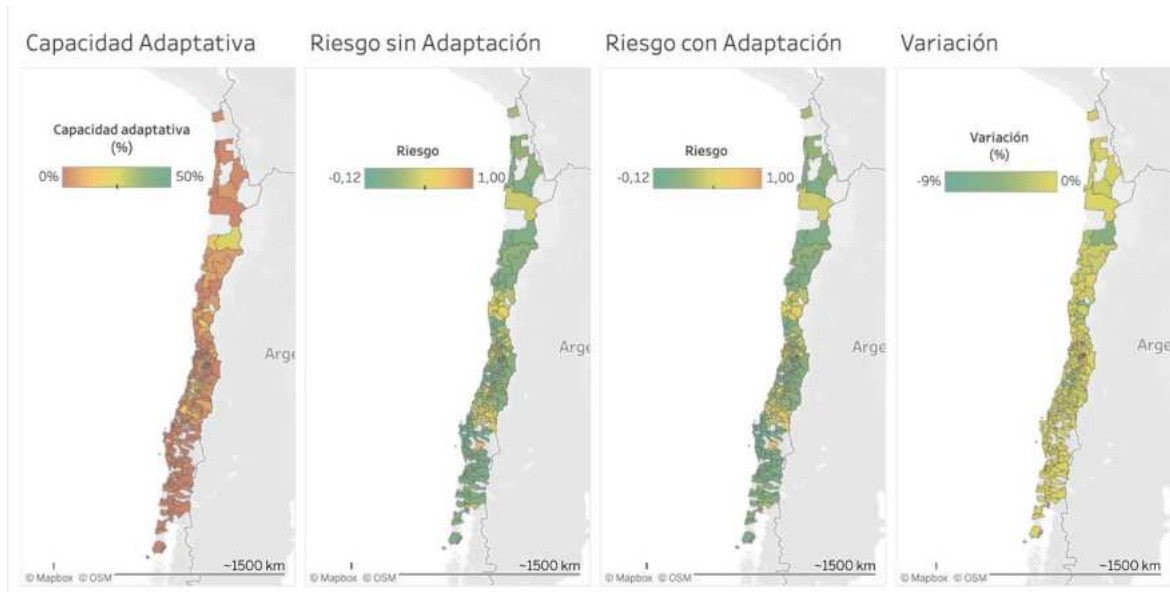 Capacidad Adaptativa
Capacidad adaptativa
(%)
0%
50%
Arge
~1500 km
© Mapbox © OSM
Riesgo sin Adaptación
Riesgo
-0,12
1,00
Arge
~1500 km
© Mapbox © OSM
Riesgo con Adaptación
Riesgo
-0,12
1,00
Arge
~1500 km
© Mapbox © OSM
Variación
Variación
(%)
-9%
0%
Arge
~1500 km
© Mapbox © OSM